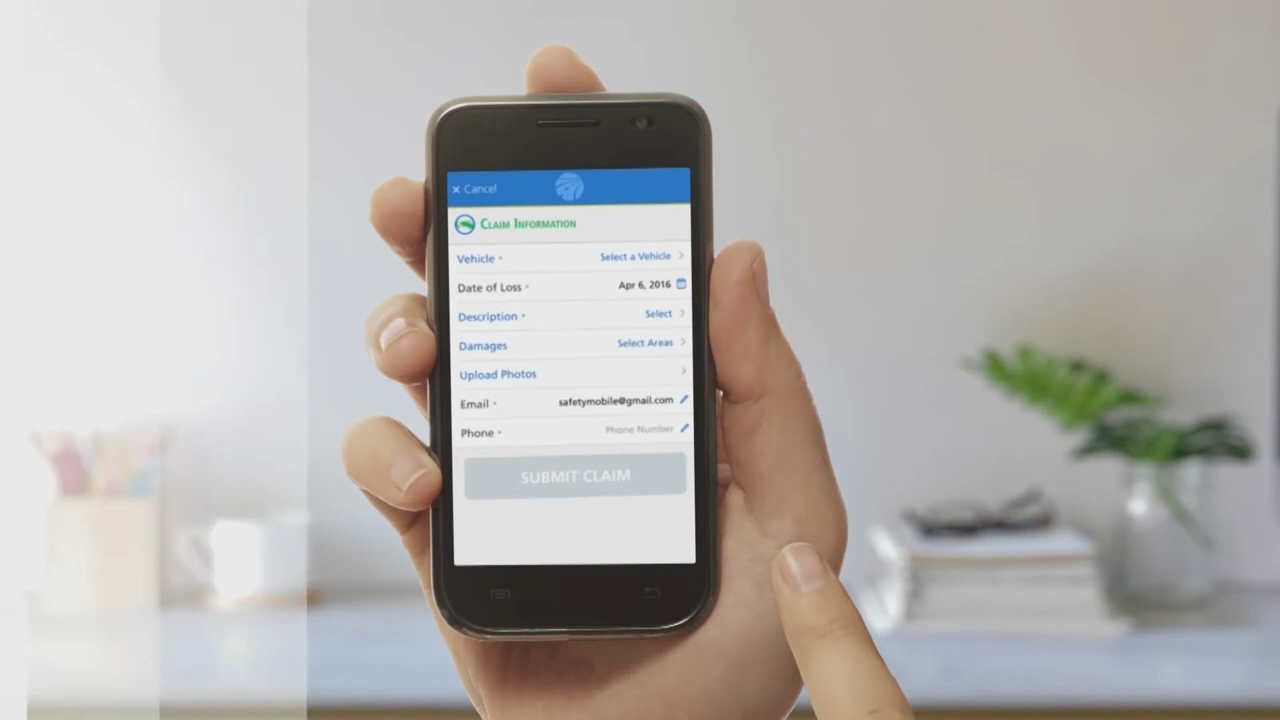 × Cancel
Claim Information
Vehicle * Select a Vehicle >
Date of Loss * Apr 6, 2016
Description * Select >
Damages Select Areas >
Upload Photos >
Email * safetymobile@gmail.com
Phone * Phone Number
SUBMIT CLAIM